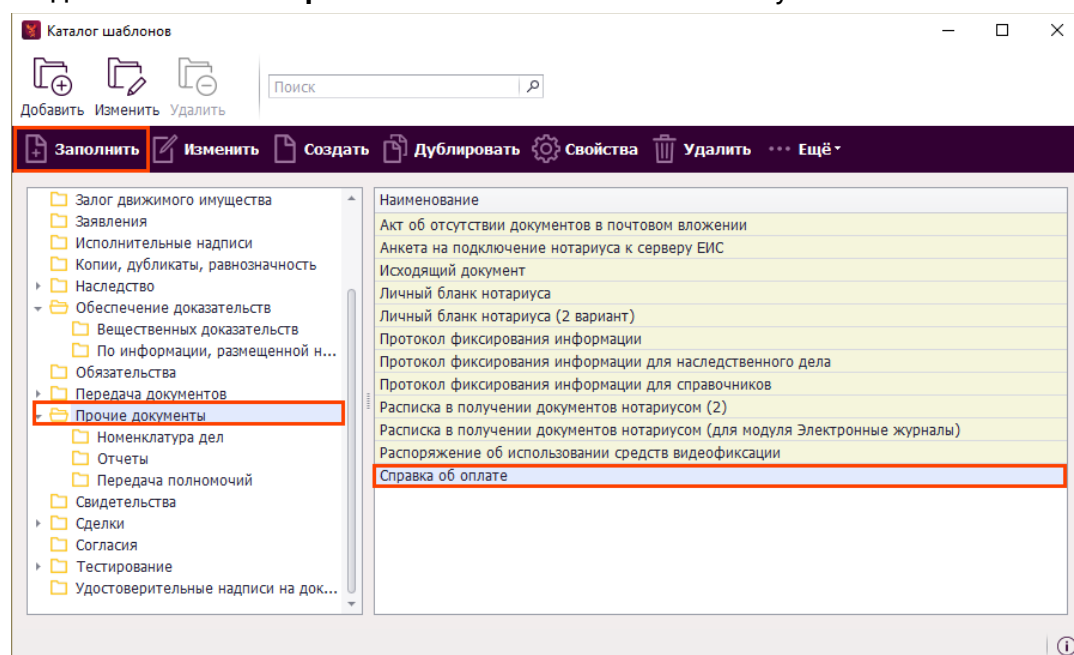 Каталог шаблонов
Добавить Изменить Удалить
Поиск
Заполнить Изменить Создать Дублировать Свойства Удалить ··· Ещё
Залог движимого имущества
Заявления
Исполнительные надписи
Копии, дубликаты, равнозначность
Наследство
Обеспечение доказательств
Вещественных доказательств
По информации, размещенной н...
Обязательства
Передача документов
Прочие документы
Номенклатура дел
Отчеты
Передача полномочий
Свидетельства
Сделки
Согласия
Тестирование
Удостоверительные надписи на док...
Наименование
Акт об отсутствии документов в почтовом вложении
Анкета на подключение нотариуса к серверу ЕИС
Исходящий документ
Личный бланк нотариуса
Личный бланк нотариуса (2 вариант)
Протокол фиксирования информации
Протокол фиксирования информации для наследственного дела
Протокол фиксирования информации для справочников
Расписка в получении документов нотариусом (2)
Расписка в получении документов нотариусом (для модуля Электронные журналы)
Распоряжение об использовании средств видеофиксации
Справка об оплате